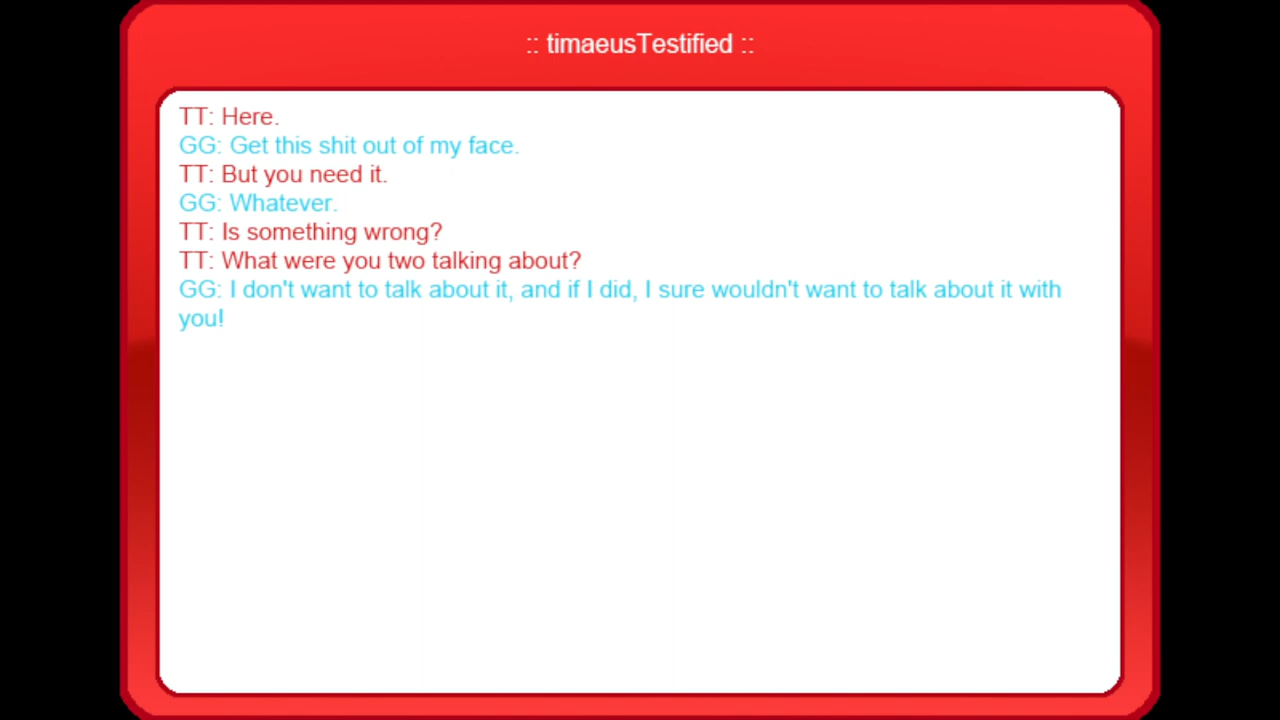 :: timaeusTestified ::
TT: Here.
GG: Get this shit out of my face.
TT: But you need it.
GG: Whatever.
TT: Is something wrong?
TT: What were you two talking about?
GG: I don't want to talk about it, and if I did, I sure wouldn't want to talk about it with
you!